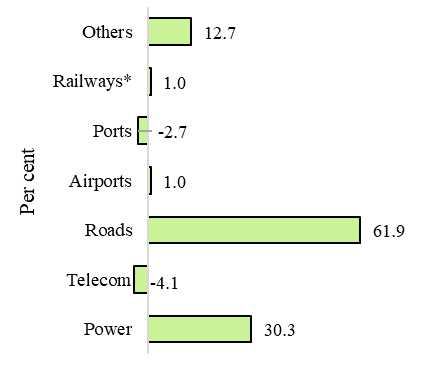 Per cent
Others 12.7
Railways* 1.0
Ports -2.7
Airports 1.0
Roads 61.9
Telecom -4.1
Power 30.3